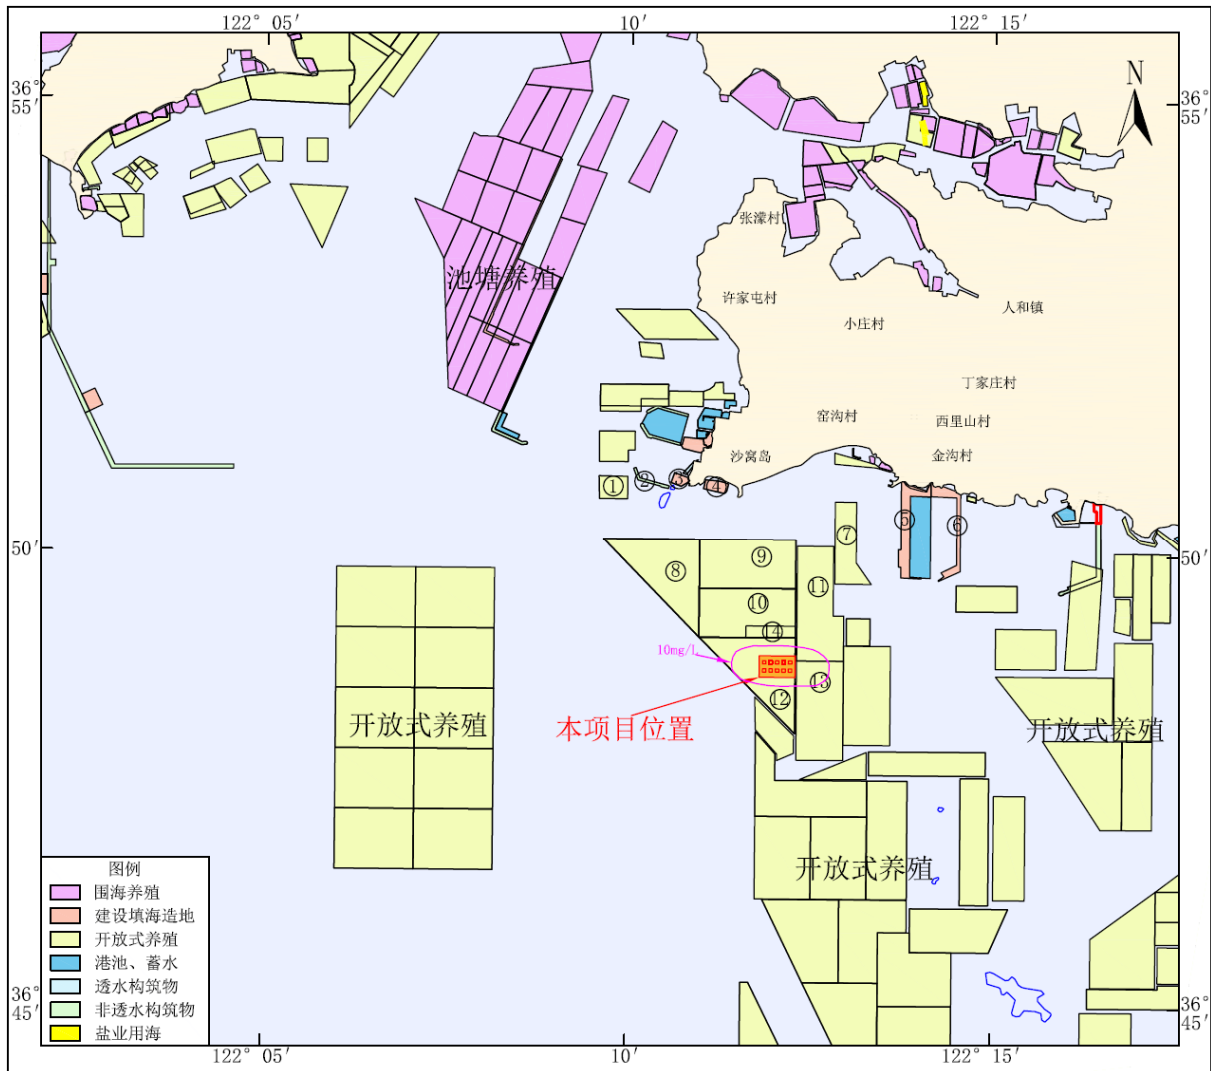 122° 05′
10′
122° 15′
36°
55′
36°
55′
N
张濛村
池塘养殖
许家屯村
人和镇
小庄村
丁家庄村
窑沟村
西里山村
沙窝岛
金沟村
①
②
③
④
⑤
⑥
⑦
50′
50′
⑧
⑨
⑩
⑪
⑭
10mg/L
⑬
⑫
本项目位置
开放式养殖
开放式养殖
开放式养殖
图例
围海养殖
建设填海造地
开放式养殖
港池、蓄水
透水构筑物
非透水构筑物
盐业用海
36°
45′
36°
45′
122° 05′
10′
122° 15′